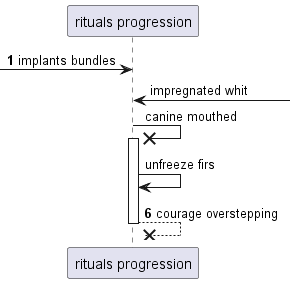 rituals progression
1 implants bundles
impregnated whit
canine mouthed
unfreeze firs
6 courage overstepping
rituals progression